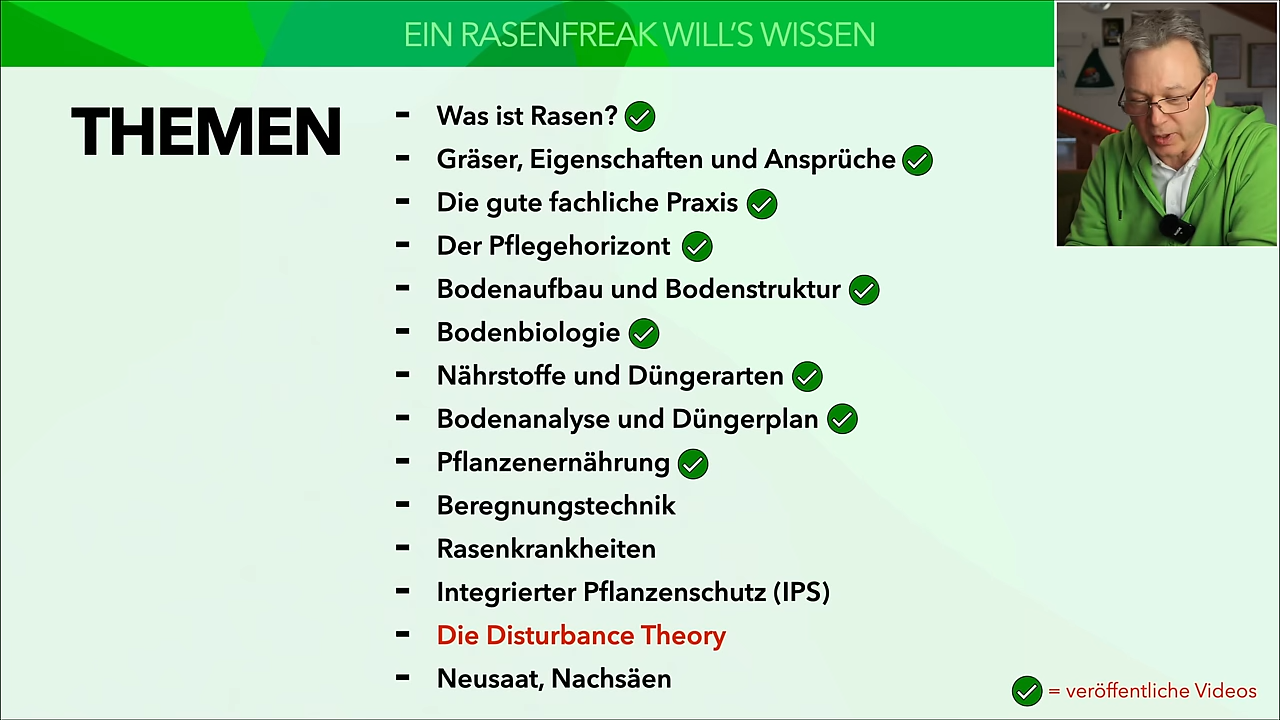 EIN RASENFREAK WILL'S WISSEN
THEMEN
- Was ist Rasen?
- Gräser, Eigenschaften und Ansprüche
- Die gute fachliche Praxis
- Der Pflegehorizont
- Bodenaufbau und Bodenstruktur
- Bodenbiologie
- Nährstoffe und Düngerarten
- Bodenanalyse und Düngerplan
- Pflanzenernährung
- Beregnungstechnik
- Rasenkrankheiten
- Integrierter Pflanzenschutz (IPS)
- Die Disturbance Theory
- Neusaat, Nachsäen
= veröffentliche Videos